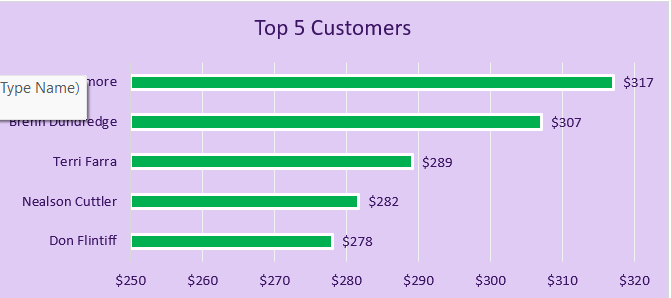 Top 5 Customers
Type Name)
more $317
Brenn Dundredge $307
Terri Farra $289
Nealson Cuttler $282
Don Flintiff $278
$250 $260 $270 $280 $290 $300 $310 $320